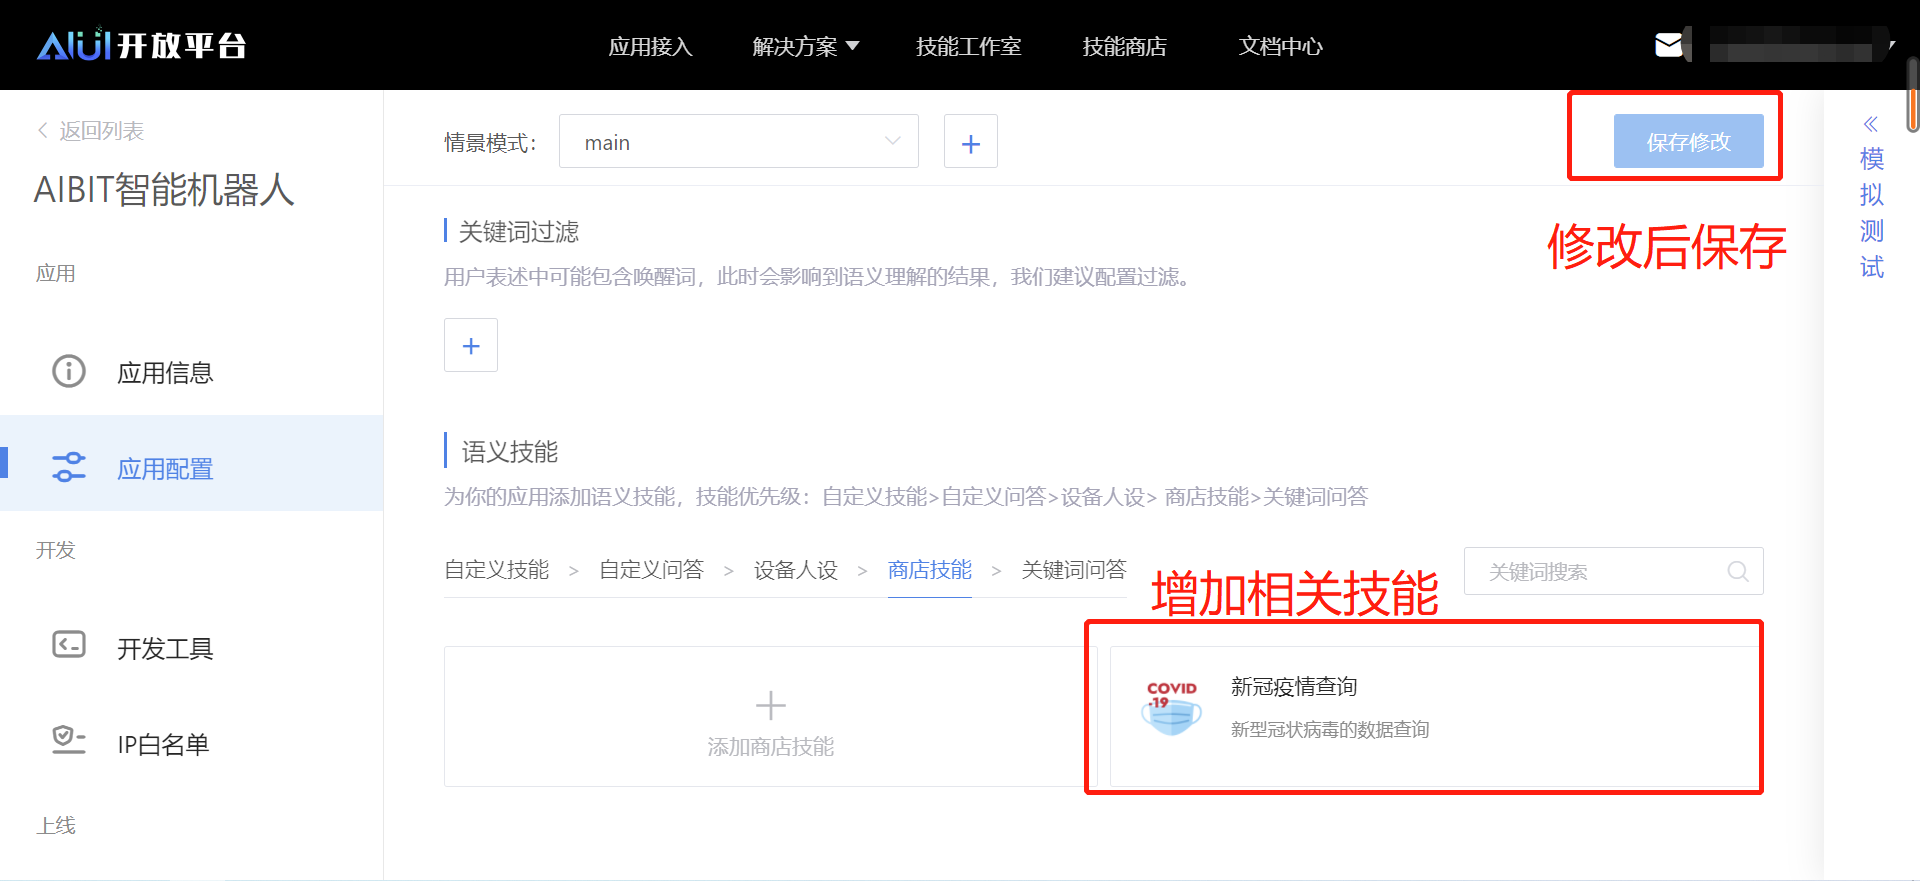 AIUI开放平台
应用接入 解决方案 技能工作室 技能商店 文档中心
返回列表
AIBIT智能机器人
应用
应用信息
应用配置
开发
开发工具
IP白名单
上线
情景模式： main +
保存修改
修改后保存
关键词过滤
用户表述中可能包含唤醒词，此时会影响到语义理解的结果，我们建议配置过滤。
+
语义技能
为你的应用添加语义技能，技能优先级：自定义技能>自定义问答>设备人设> 商店技能>关键词问答
自定义技能 > 自定义问答 > 设备人设 > 商店技能 > 关键词问答
关键词搜索
增加相关技能
添加商店技能
COVID
-19
新冠疫情查询
新型冠状病毒的数据查询
模
拟
测
试